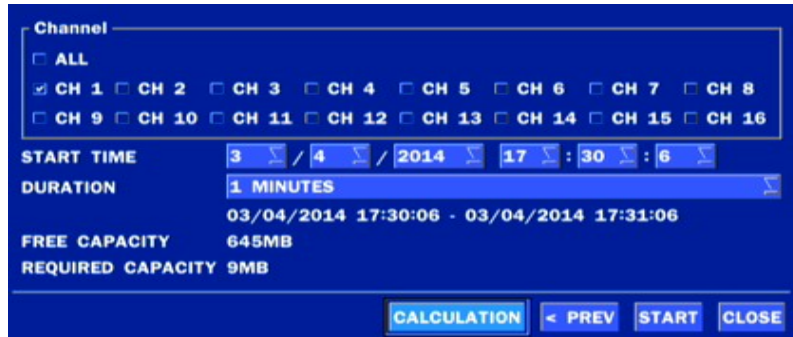 Channel
ALL
CH 1 CH 2 CH 3 CH 4 CH 5 CH 6 CH 7 CH 8
CH 9 CH 10 CH 11 CH 12 CH 13 CH 14 CH 15 CH 16
START TIME 3 / 4 / 2014 17 : 30 : 6
DURATION 1 MINUTES
03/04/2014 17:30:06 - 03/04/2014 17:31:06
FREE CAPACITY 645MB
REQUIRED CAPACITY 9MB
CALCULATION < PREV START CLOSE